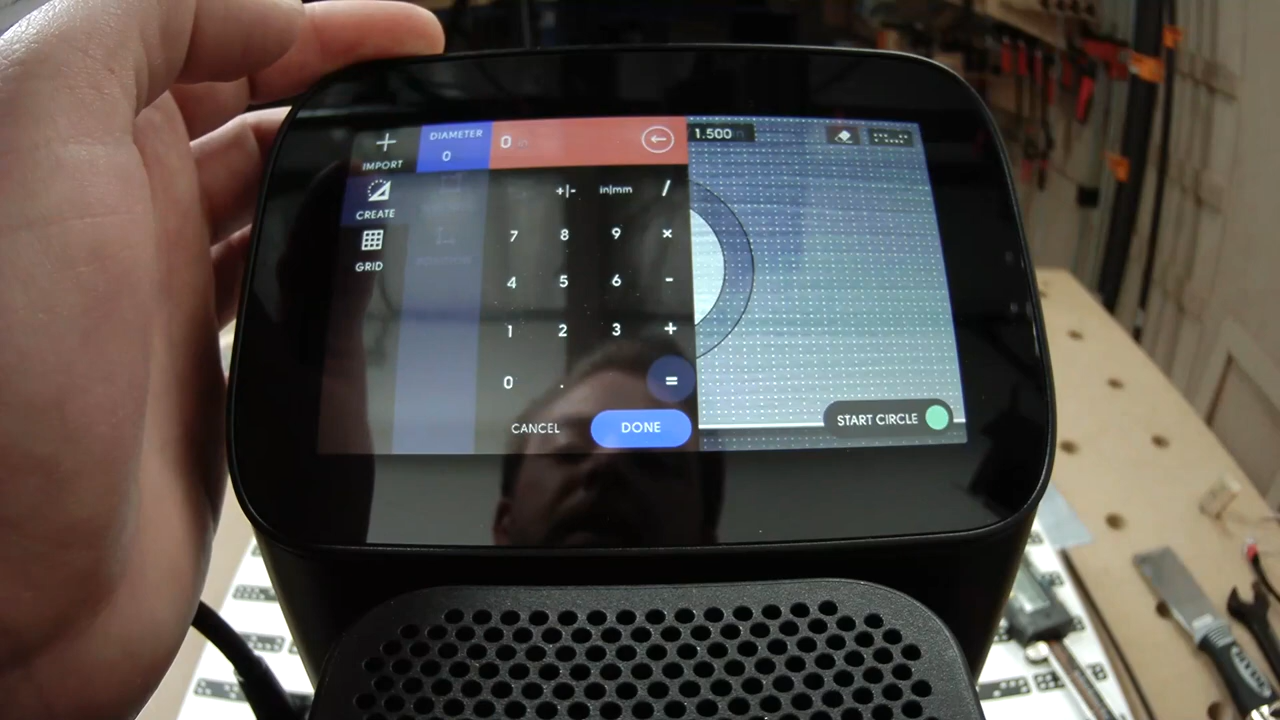 IMPORT
CREATE
GRID
DIAMETER
0
0 in
+|- in|mm /
7 8 9 ×
4 5 6 -
1 2 3 +
0 . =
CANCEL DONE
1.500 in
START CIRCLE